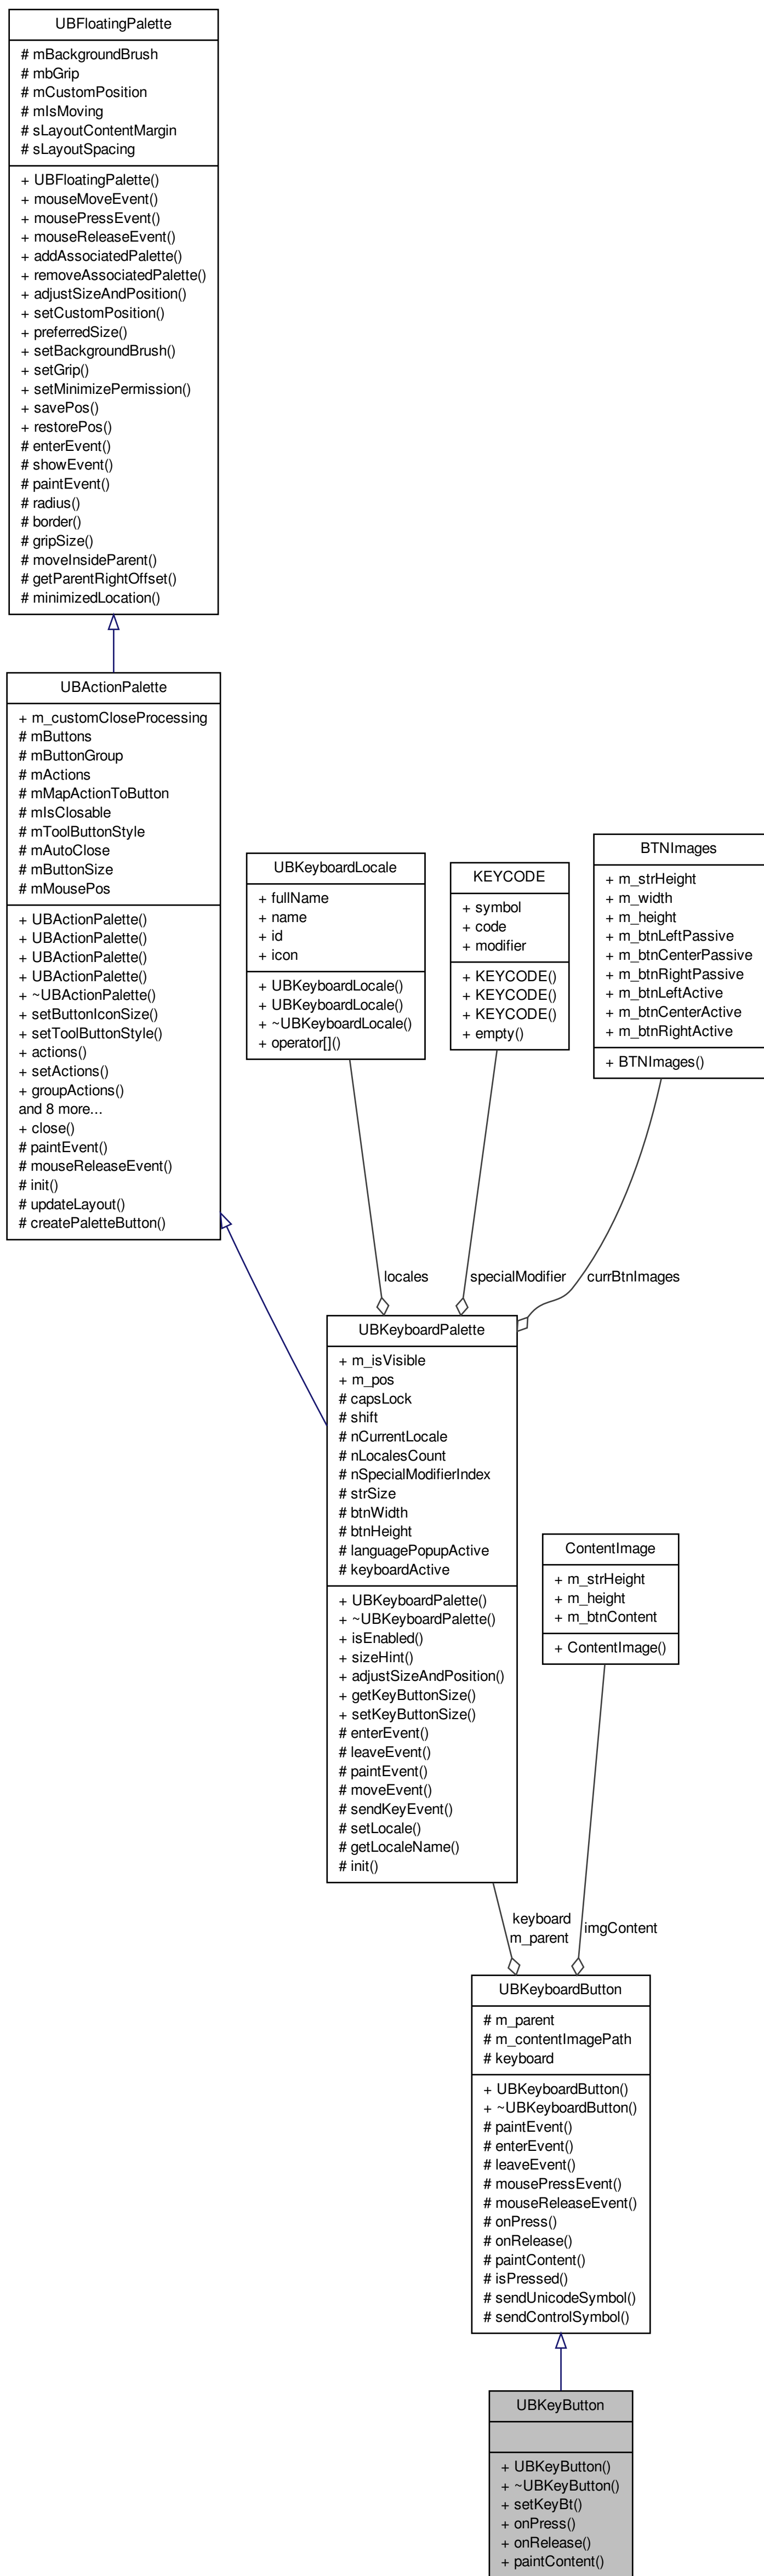 UBFloatingPalette
# mBackgroundBrush
# mbGrip
# mCustomPosition
# mIsMoving
# sLayoutContentMargin
# sLayoutSpacing
+ UBFloatingPalette()
+ mouseMoveEvent()
+ mousePressEvent()
+ mouseReleaseEvent()
+ addAssociatedPalette()
+ removeAssociatedPalette()
+ adjustSizeAndPosition()
+ setCustomPosition()
+ preferredSize()
+ setBackgroundBrush()
+ setGrip()
+ setMinimizePermission()
+ savePos()
+ restorePos()
# enterEvent()
# showEvent()
# paintEvent()
# radius()
# border()
# gripSize()
# moveInsideParent()
# getParentRightOffset()
# minimizedLocation()
UBActionPalette
+ m_customCloseProcessing
# mButtons
# mButtonGroup
# mActions
# mMapActionToButton
# mIsClosable
# mToolButtonStyle
# mAutoClose
# mButtonSize
# mMousePos
+ UBActionPalette()
+ UBActionPalette()
+ UBActionPalette()
+ UBActionPalette()
+ ~UBActionPalette()
+ setButtonIconSize()
+ setToolButtonStyle()
+ actions()
+ setActions()
+ groupActions()
and 8 more...
+ close()
# paintEvent()
# mouseReleaseEvent()
# init()
# updateLayout()
# createPaletteButton()
UBKeyboardLocale
+ fullName
+ name
+ id
+ icon
+ UBKeyboardLocale()
+ UBKeyboardLocale()
+ ~UBKeyboardLocale()
+ operator[]()
KEYCODE
+ symbol
+ code
+ modifier
+ KEYCODE()
+ KEYCODE()
+ KEYCODE()
+ empty()
BTNImages
+ m_strHeight
+ m_width
+ m_height
+ m_btnLeftPassive
+ m_btnCenterPassive
+ m_btnRightPassive
+ m_btnLeftActive
+ m_btnCenterActive
+ m_btnRightActive
+ BTNImages()
locales
specialModifier
currBtnImages
UBKeyboardPalette
+ m_isVisible
+ m_pos
# capsLock
# shift
# nCurrentLocale
# nLocalesCount
# nSpecialModifierIndex
# strSize
# btnWidth
# btnHeight
# languagePopupActive
# keyboardActive
+ UBKeyboardPalette()
+ ~UBKeyboardPalette()
+ isEnabled()
+ sizeHint()
+ adjustSizeAndPosition()
+ getKeyButtonSize()
+ setKeyButtonSize()
# enterEvent()
# leaveEvent()
# paintEvent()
# moveEvent()
# sendKeyEvent()
# setLocale()
# getLocaleName()
# init()
ContentImage
+ m_strHeight
+ m_height
+ m_btnContent
+ ContentImage()
keyboard
m_parent
imgContent
UBKeyboardButton
# m_parent
# m_contentImagePath
# keyboard
+ UBKeyboardButton()
+ ~UBKeyboardButton()
# paintEvent()
# enterEvent()
# leaveEvent()
# mousePressEvent()
# mouseReleaseEvent()
# onPress()
# onRelease()
# paintContent()
# isPressed()
# sendUnicodeSymbol()
# sendControlSymbol()
UBKeyButton
+ UBKeyButton()
+ ~UBKeyButton()
+ setKeyBt()
+ onPress()
+ onRelease()
+ paintContent()